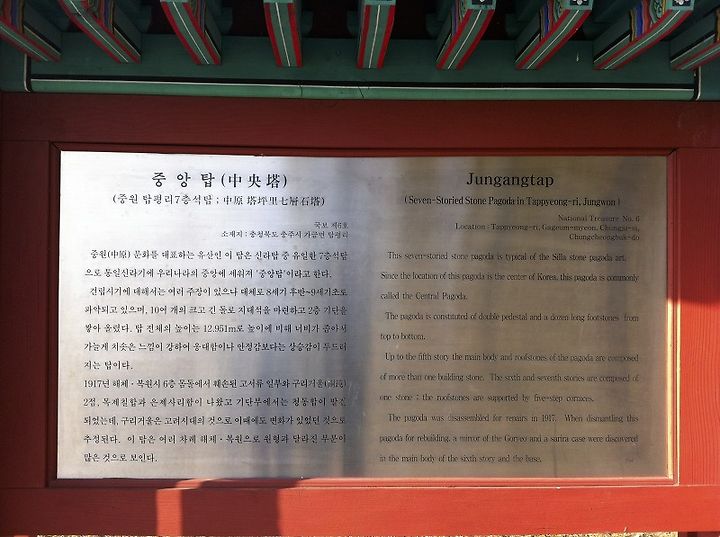 중 앙 탑 (中央塔)
(중원 탑평리7층석탑 ; 中原 塔坪里七層石塔)
국보 제6호
소재지 : 충청북도 충주시 가금면 탑평리
중원(中原) 문화를 대표하는 유산인 이 탑은 신라탑 중 유일한 7층석탑
으로 통일신라기에 우리나라의 중앙에 세워져 '중앙탑'이라고 한다.
건립시기에 대해서는 여러 주장이 있으나 대체로 8세기 후반~9세기초로
파악되고 있으며, 10여 개의 크고 긴 돌로 지대석을 마련하고 2층 기단을
쌓아 올렸다. 탑 전체의 높이는 12.951m로 높이에 비해 너비가 좁아서
가늘게 치솟은 느낌이 강하여 웅대함이나 안정감보다는 상승감이 두드러
지는 탑이다.
1917년 해체·복원시 6층 몸돌에서 훼손된 고서류 일부와 구리거울
2점, 목제칠합과 은제사리함이 나왔고 기단부에서는 청동합이 발견
되었는데, 구리거울은 고려시대의 것으로 이때에도 변화가 있었던 것으로
추정된다. 이 탑은 여러 차례 해체·복원으로 원형과 달라진 부분이
많은 것으로 보인다.
Jungangtap
(Seven-Storied Stone Pagoda in Tappyeong-ri, Jungwon)
National Treasure No. 6
Location : Tappyeong-ri, Gageum-myeon, Chungju-si,
Chungcheongbuk-do
This seven-storied stone pagoda is typical of the Silla stone pagoda art.
Since the location of this pagoda is the center of Korea, this pagoda is commonly
called the Central Pagoda.
The pagoda is constituted of double pedestal and a dozen long footstones from
top to bottom.
Up to the fifth story the main body and roofstones of the pagoda are composed
of more than one building stone. The sixth and seventh stories are composed of
one stone ; the roofstones are supported by five-step cornices.
The pagoda was disassembled for repairs in 1917. When dismantling this
pagoda for rebuilding, a mirror of the Goryeo and a sarira case were discovered
in the main body of the sixth story and the base.